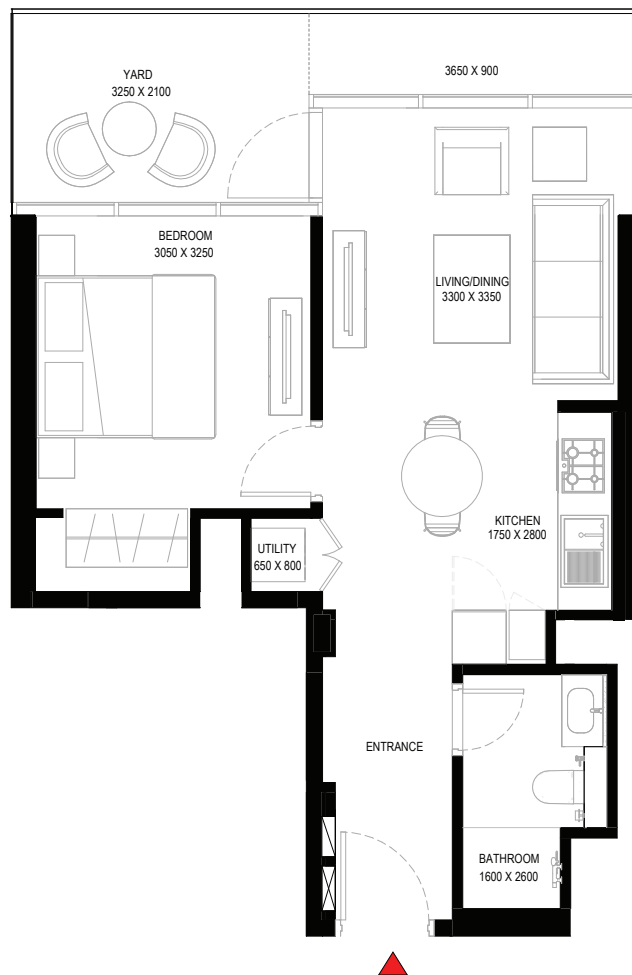 YARD
3250 X 2100
3650 X 900
BEDROOM
3050 X 3250
LIVING/DINING
3300 X 3350
KITCHEN
1750 X 2800
UTILITY
650 X 800
ENTRANCE
BATHROOM
1600 X 2600